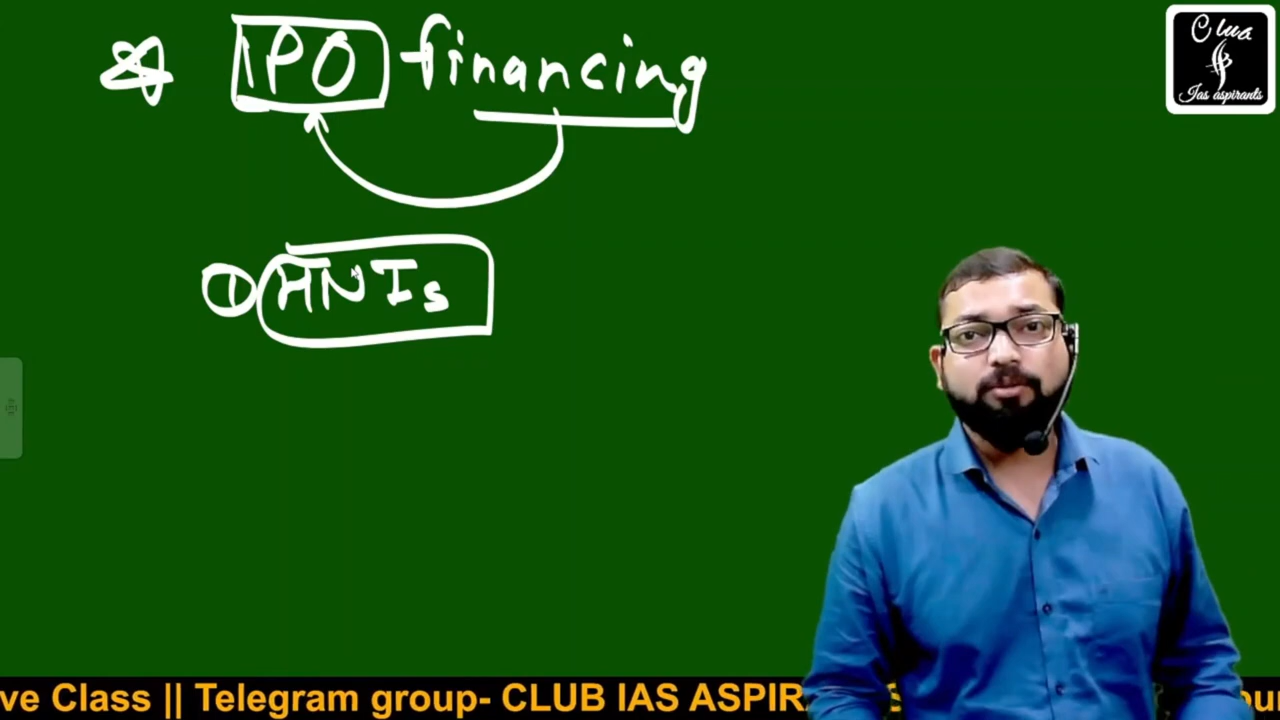 IPO financing
① HNIs
Club
Ias aspirants
ve Class || Telegram group- CLUB IAS ASPIR